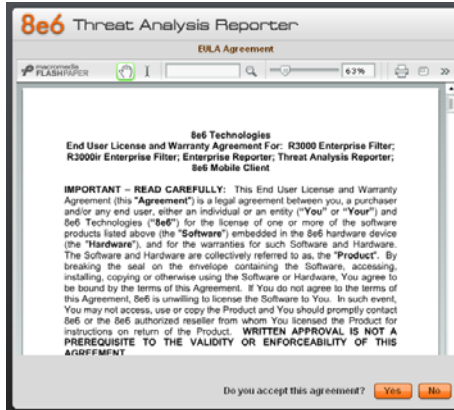 8e6 Threat Analysis Reporter
EULA Agreement
macromedia
FLASHPAPER
63%
8e6 Technologies
End User License and Warranty Agreement For: R3000 Enterprise Filter;
R3000ir Enterprise Filter; Enterprise Reporter; Threat Analysis Reporter;
8e6 Mobile Client
IMPORTANT – READ CAREFULLY: This End User License and Warranty
Agreement (this "Agreement") is a legal agreement between you, a purchaser
and/or any end user, either an individual or an entity ("You" or "Your") and
8e6 Technologies ("8e6") for the license of one or more of the software
products listed above (the "Software") embedded in the 8e6 hardware device
(the "Hardware"), and for the warranties for such Software and Hardware.
The Software and Hardware are collectively referred to as, the "Product". By
breaking the seal on the envelope containing the Software, accessing,
installing, copying or otherwise using the Software or Hardware, You agree to
be bound by the terms of this Agreement. If You do not agree to the terms of
this Agreement, 8e6 is unwilling to license the Software to You. In such event,
You may not access, use or copy the Product and You should promptly contact
8e6 or the 8e6 authorized reseller from whom You licensed the Product for
instructions on return of the Product. WRITTEN APPROVAL IS NOT A
PREREQUISITE TO THE VALIDITY OR ENFORCEABILITY OF THIS
AGREEMENT
Do you accept this agreement? Yes No